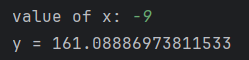 value of x: -9
y = 161.08886973811533